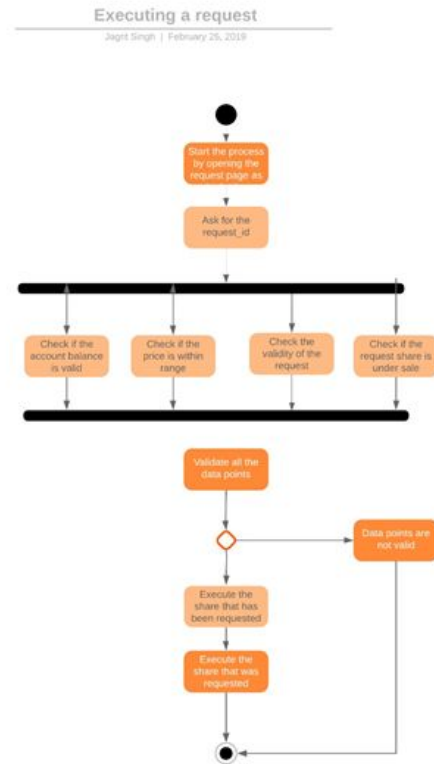 Executing a request
Jagrit Singh | February 25, 2019
Start the process
by opening the
request page as
Ask for the
request_id
Check if the
account balance
is valid
Check if the
price is within
range
Check the
validity of the
request
Check if the
request share is
under sale
Validate all the
data points
Data points are
not valid
Execute the
share that has
been requested
Execute the
share that was
requested